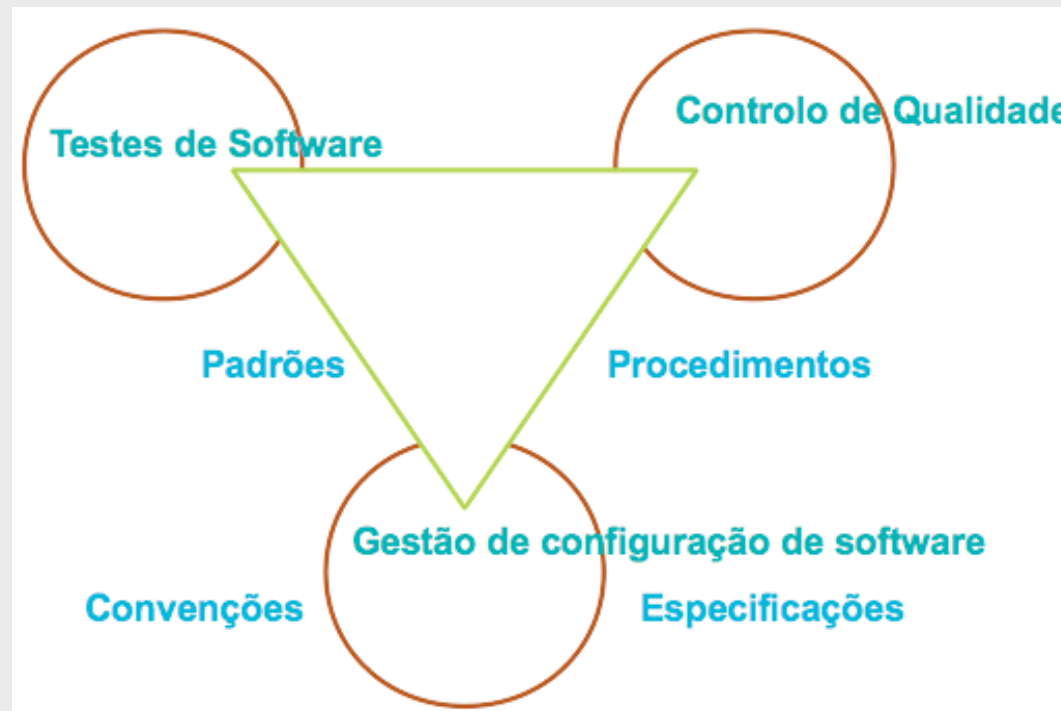 Testes de Software
Controlo de Qualidade
Padrões
Procedimentos
Gestão de configuração de software
Convenções
Especificações